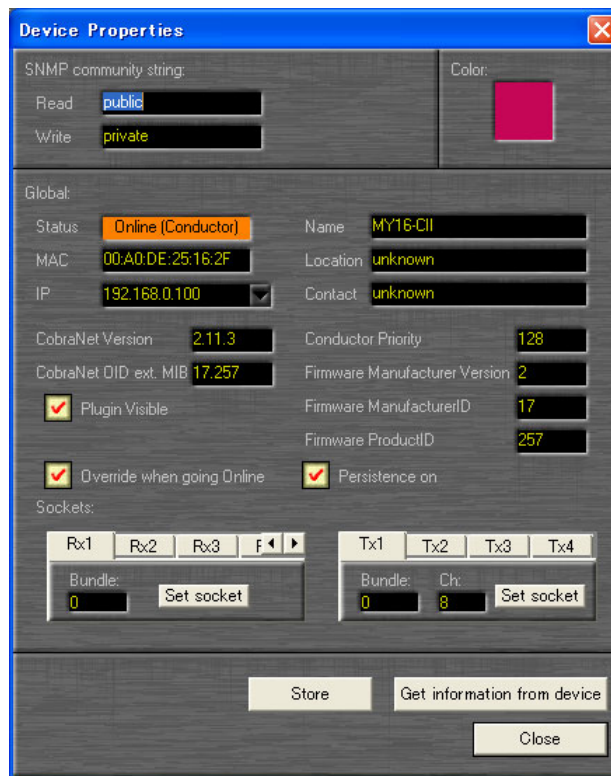 Device Properties
SNMP community string:
Color:
Read public
Write private
Global:
Status Online (Conductor) Name MY16-CII
MAC 00:A0:DE:25:16:2F Location unknown
IP 192.168.0.100 Contact unknown
CobraNet Version 2.11.3 Conductor Priority 128
CobraNet OID ext. MIB 17.257 Firmware Manufacturer Version 2
Plugin Visible Firmware ManufacturerID 17
Firmware ProductID 257
Override when going Online Persistence on
Sockets:
Rx1 Rx2 Rx3 Tx1 Tx2 Tx3 Tx4
Bundle: Bundle: Ch:
0 Set socket 0 8 Set socket
Store Get information from device
Close